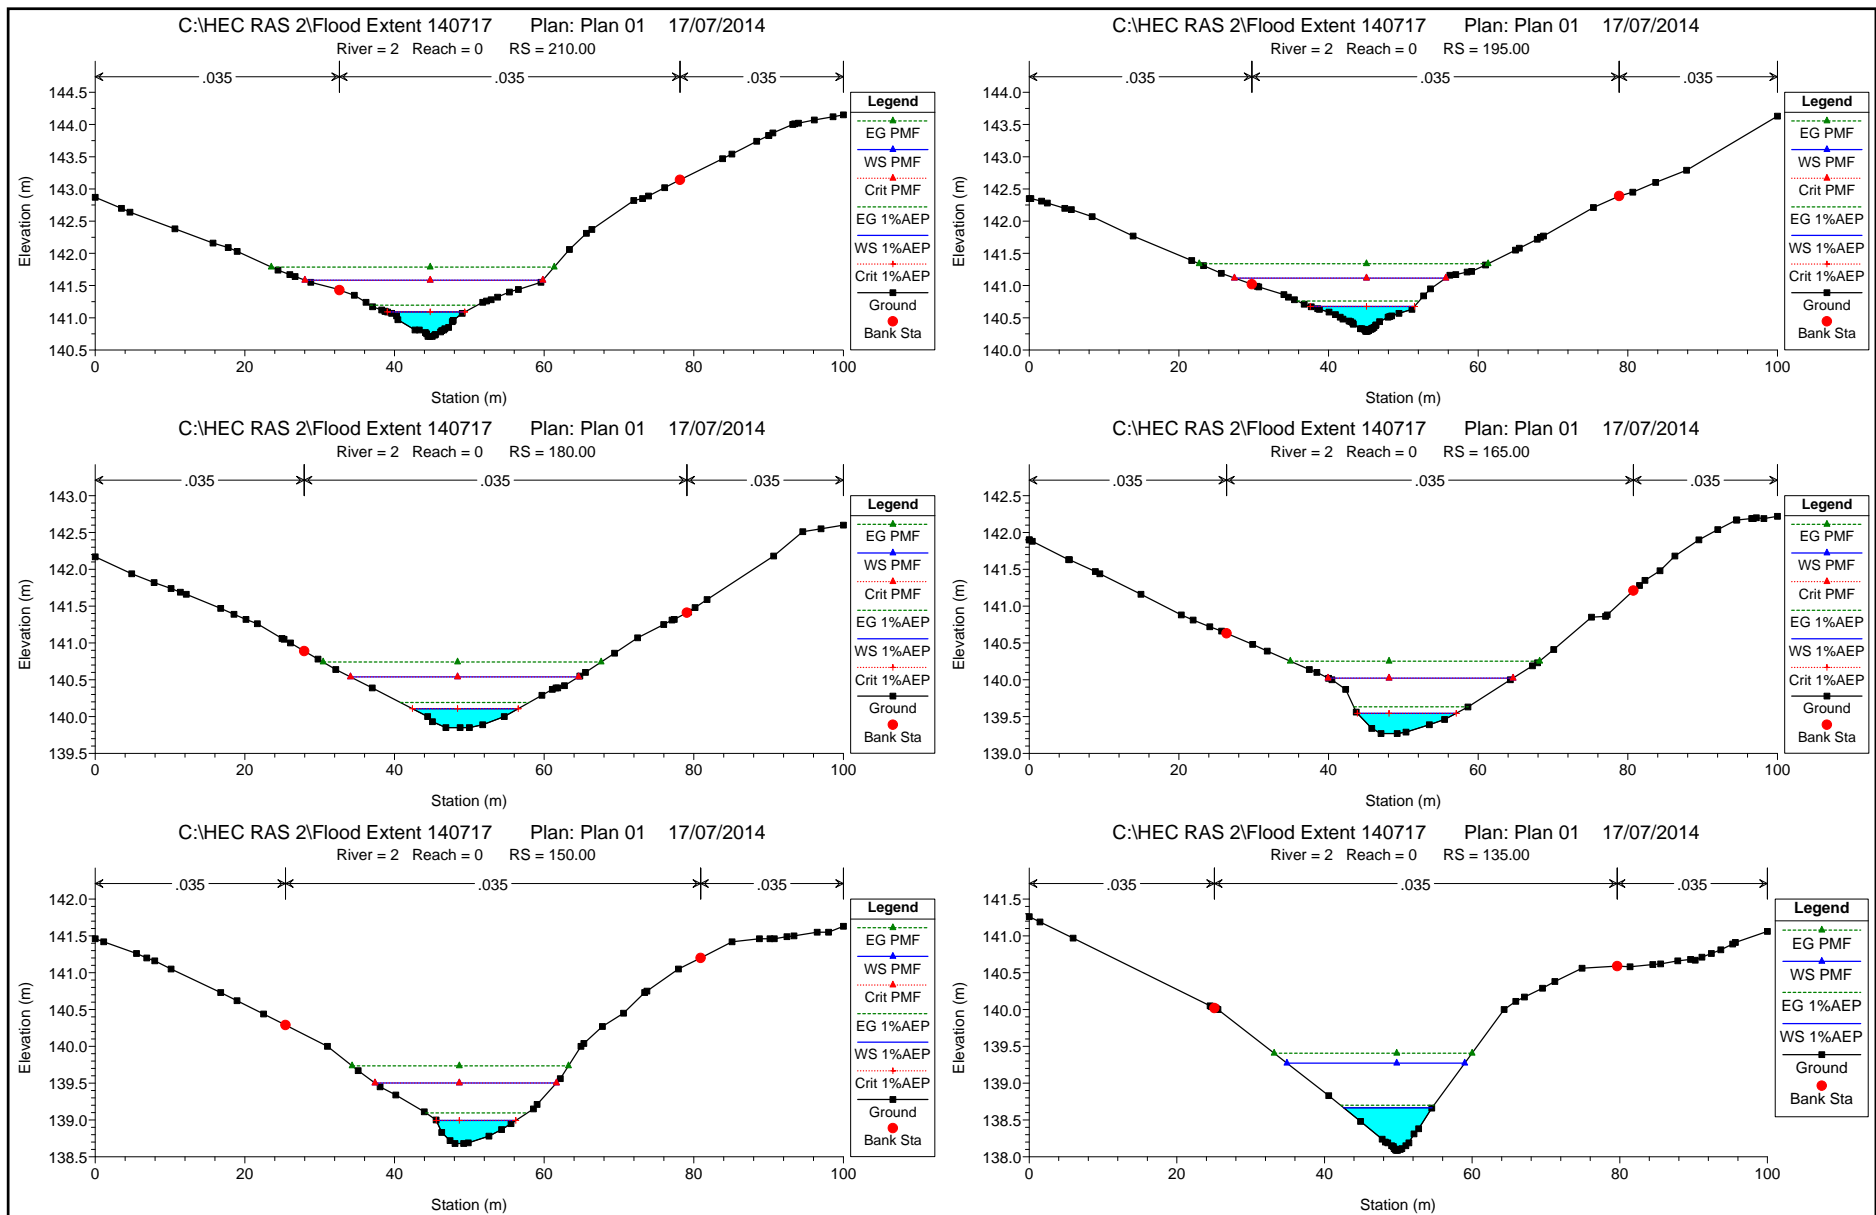 C:\HEC RAS 2\Flood Extent 140717 Plan: Plan 01 17/07/2014
River = 2 Reach = 0 RS = 210.00
.035 .035 .035
144.5
144.0
143.5
143.0
142.5
142.0
141.5
141.0
140.5
Elevation (m)
0 20 40 60 80 100
Station (m)
Legend
EG PMF
WS PMF
Crit PMF
EG 1%AEP
WS 1%AEP
Crit 1%AEP
Ground
Bank Sta
C:\HEC RAS 2\Flood Extent 140717 Plan: Plan 01 17/07/2014
River = 2 Reach = 0 RS = 195.00
.035 .035 .035
144.0
143.5
143.0
142.5
142.0
141.5
141.0
140.5
140.0
Elevation (m)
0 20 40 60 80 100
Station (m)
Legend
EG PMF
WS PMF
Crit PMF
EG 1%AEP
WS 1%AEP
Crit 1%AEP
Ground
Bank Sta
C:\HEC RAS 2\Flood Extent 140717 Plan: Plan 01 17/07/2014
River = 2 Reach = 0 RS = 180.00
.035 .035 .035
143.0
142.5
142.0
141.5
141.0
140.5
140.0
139.5
Elevation (m)
0 20 40 60 80 100
Station (m)
Legend
EG PMF
WS PMF
Crit PMF
EG 1%AEP
WS 1%AEP
Crit 1%AEP
Ground
Bank Sta
C:\HEC RAS 2\Flood Extent 140717 Plan: Plan 01 17/07/2014
River = 2 Reach = 0 RS = 165.00
.035 .035 .035
142.5
142.0
141.5
141.0
140.5
140.0
139.5
139.0
Elevation (m)
0 20 40 60 80 100
Station (m)
Legend
EG PMF
WS PMF
Crit PMF
EG 1%AEP
WS 1%AEP
Crit 1%AEP
Ground
Bank Sta
C:\HEC RAS 2\Flood Extent 140717 Plan: Plan 01 17/07/2014
River = 2 Reach = 0 RS = 150.00
.035 .035 .035
142.0
141.5
141.0
140.5
140.0
139.5
139.0
138.5
Elevation (m)
0 20 40 60 80 100
Station (m)
Legend
EG PMF
WS PMF
Crit PMF
EG 1%AEP
WS 1%AEP
Crit 1%AEP
Ground
Bank Sta
C:\HEC RAS 2\Flood Extent 140717 Plan: Plan 01 17/07/2014
River = 2 Reach = 0 RS = 135.00
.035 .035 .035
141.5
141.0
140.5
140.0
139.5
139.0
138.5
138.0
Elevation (m)
0 20 40 60 80 100
Station (m)
Legend
EG PMF
WS PMF
EG 1%AEP
WS 1%AEP
Ground
Bank Sta